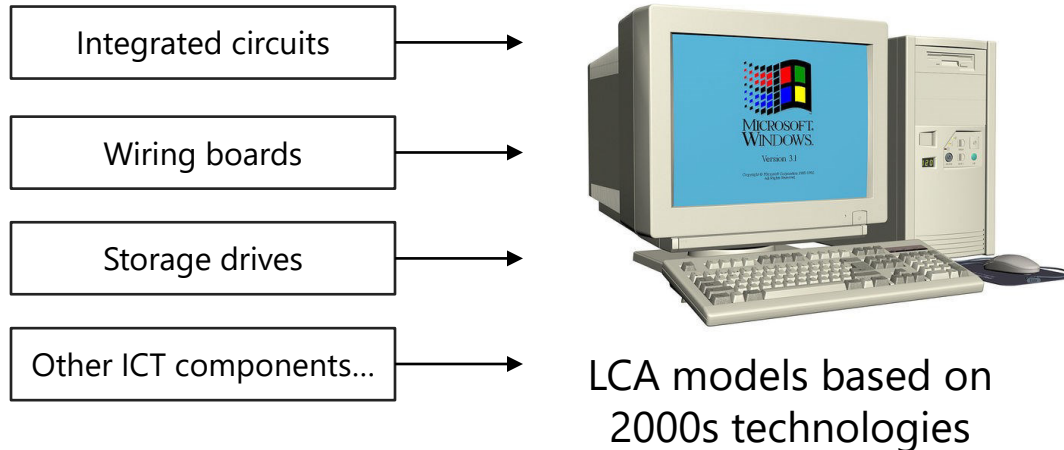 Integrated circuits
Wiring boards
Storage drives
Other ICT components...
MICROSOFT.
WINDOWS.
Version 3.1
LCA models based on
2000s technologies